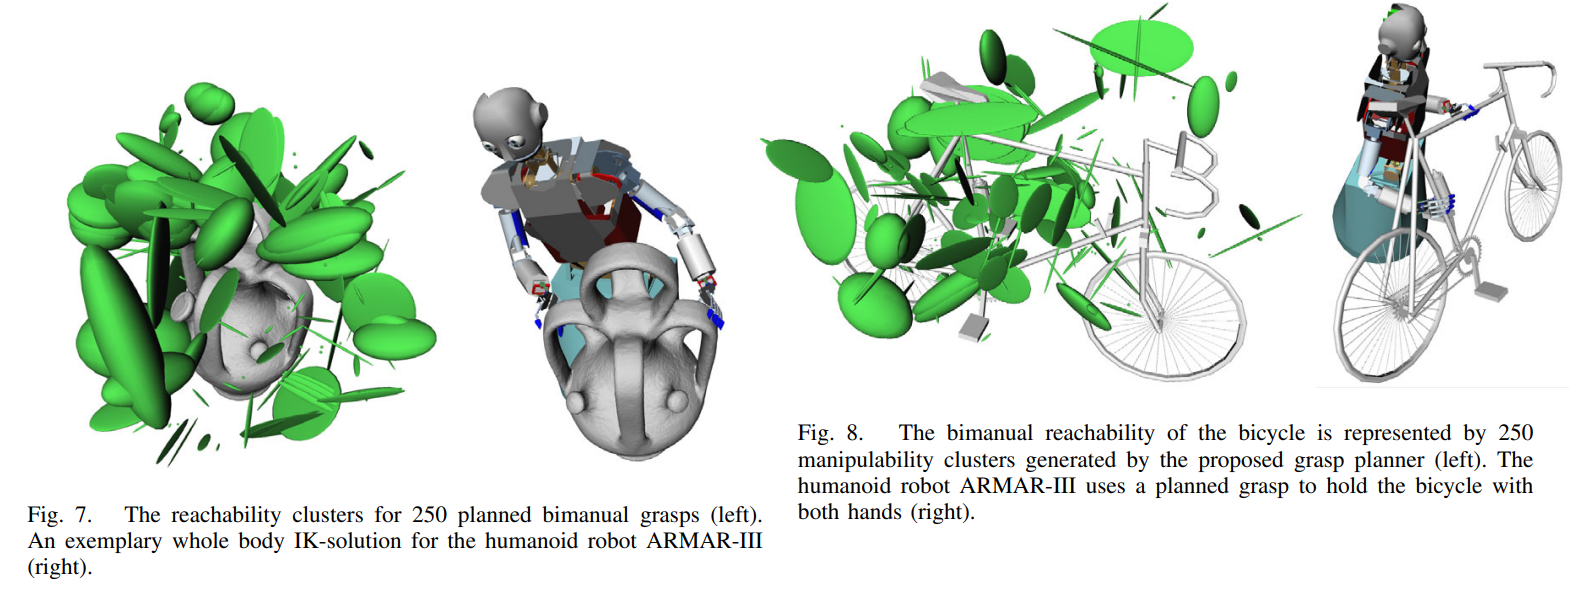 Fig. 7. The reachability clusters for 250 planned bimanual grasps (left).
An exemplary whole body IK-solution for the humanoid robot ARMAR-III
(right).
Fig. 8. The bimanual reachability of the bicycle is represented by 250
manipulability clusters generated by the proposed grasp planner (left). The
humanoid robot ARMAR-III uses a planned grasp to hold the bicycle with
both hands (right).